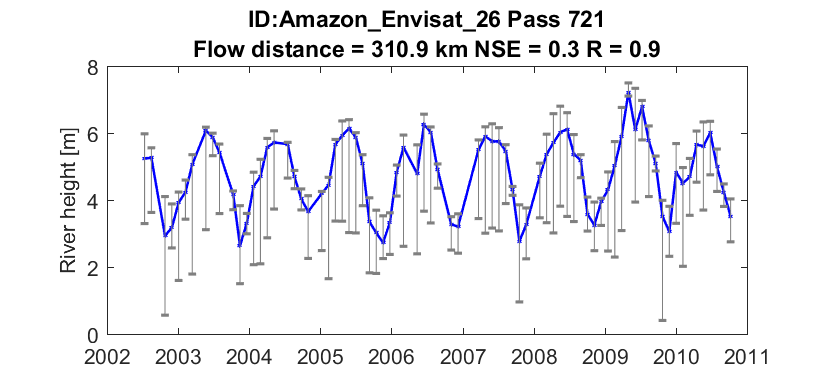 ID:Amazon_Envisat_26 Pass 721
Flow distance = 310.9 km NSE = 0.3 R = 0.9
River height [m]
8
6
4
2
0
2002 2003 2004 2005 2006 2007 2008 2009 2010 2011